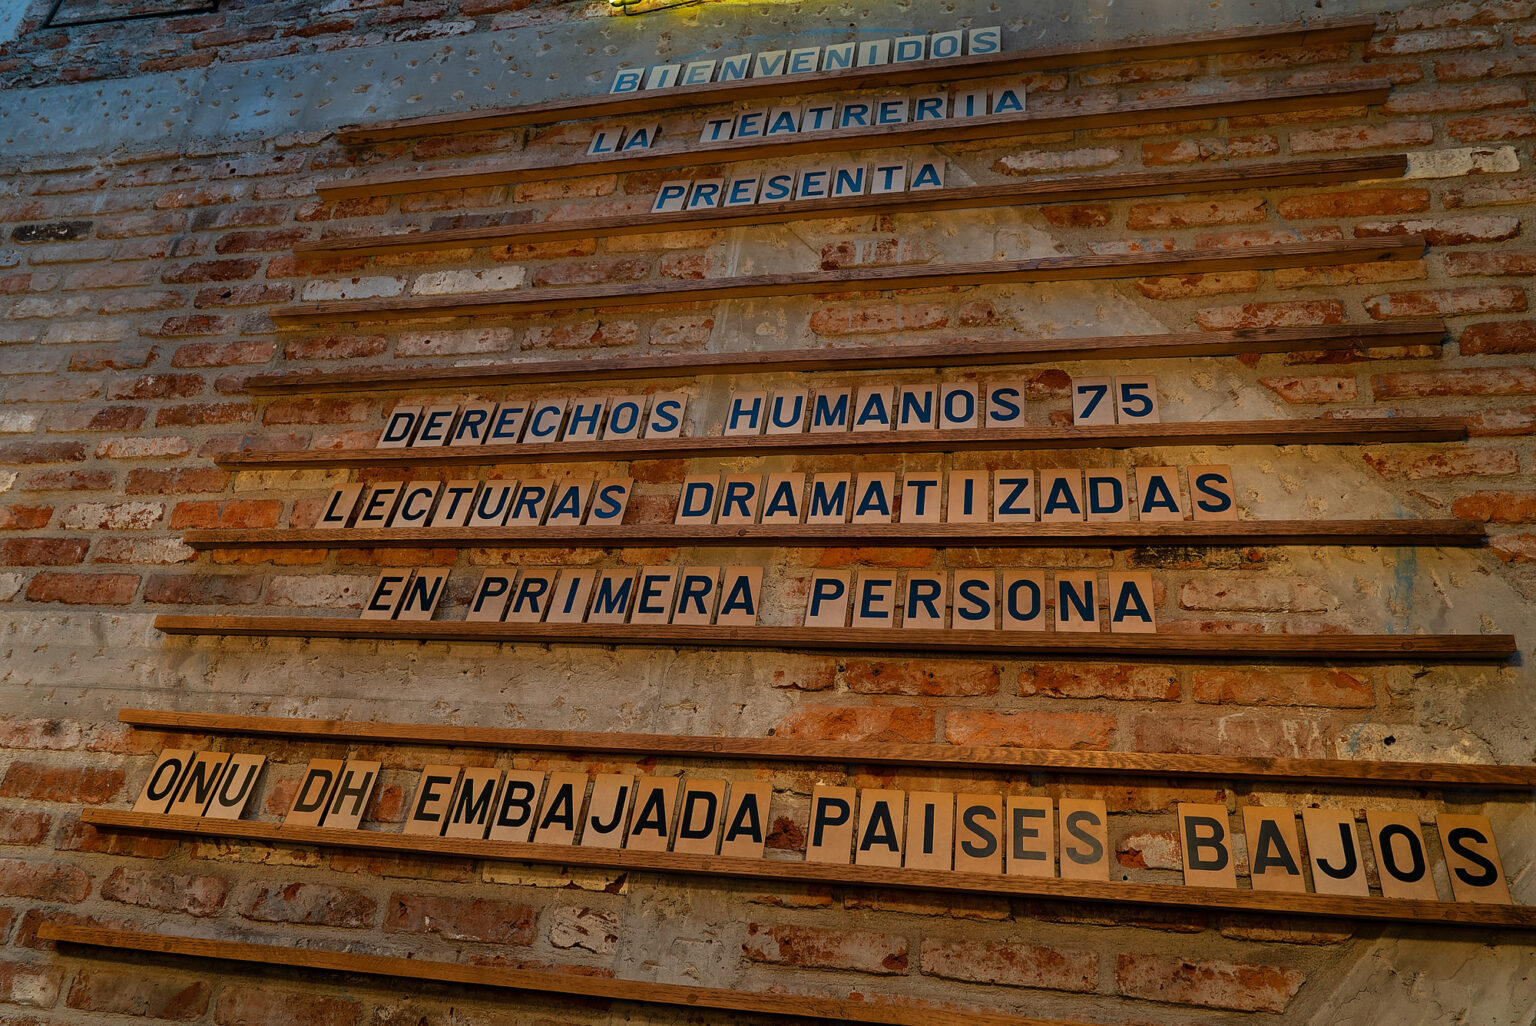 BIENVENIDOS
LA TEATRERIA
PRESENTA
DERECHOS HUMANOS 75
LECTURAS DRAMATIZADAS
EN PRIMERA PERSONA
ONU DH EMBAJADA PAISES BAJOS